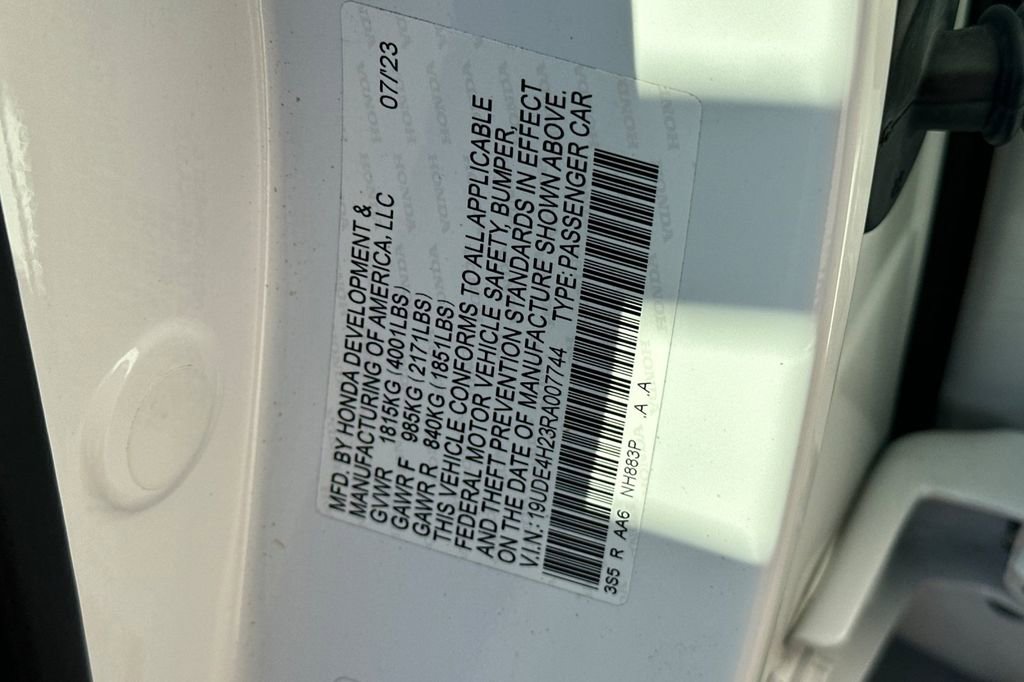 MFD. BY HONDA DEVELOPMENT &
MANUFACTURING OF AMERICA, LLC 07/'23
GVWR 1815KG (4001LBS)
GAWR F 985KG (2171LBS)
GAWR R 840KG (1851LBS)
THIS VEHICLE CONFORMS TO ALL APPLICABLE
FEDERAL MOTOR VEHICLE SAFETY, BUMPER,
AND THEFT PREVENTION STANDARDS IN EFFECT
ON THE DATE OF MANUFACTURE SHOWN ABOVE.
V.I.N.: 19UDE4H23RA007744 TYPE: PASSENGER CAR
3S5 R AA6 NH883P .A .A